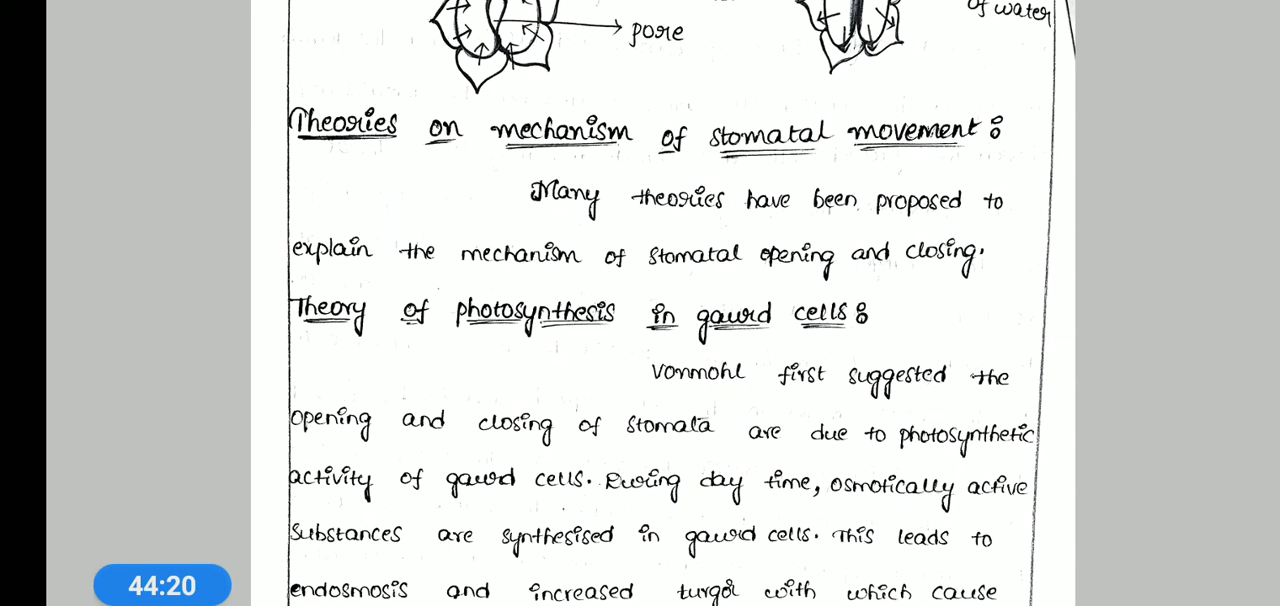 of water
pore
Theories on mechanism of stomatal movement:
Many theories have been proposed to
explain the mechanism of stomatal opening and closing.
Theory of photosynthesis in gaurd cells:
Vonmohl first suggested the
opening and closing of stomata are due to photosynthetic
activity of gaurd cells. During day time, osmotically active
substances are synthesised in gaurd cells. This leads to
endosmosis and increased turgor with which cause
44:20